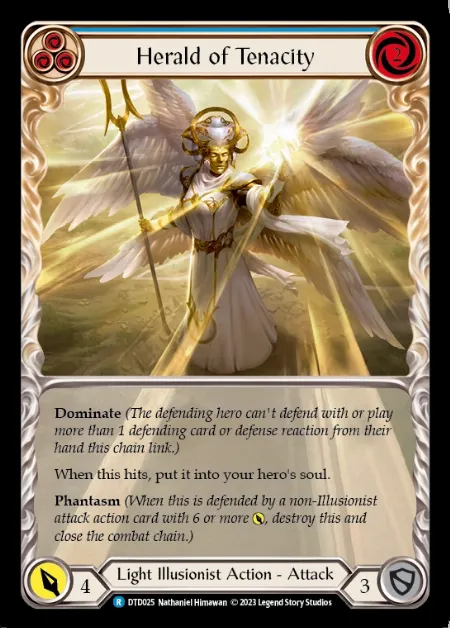 Herald of Tenacity
2
Dominate (The defending hero can't defend with or play
more than 1 defending card or defense reaction from their
hand this chain link.)
When this hits, put it into your hero's soul.
Phantasm (When this is defended by a non-Illusionist
attack action card with 6 or more , destroy this and
close the combat chain.)
4
Light Illusionist Action - Attack
3
R DTD025 Nathaniel Himawan © 2023 Legend Story Studios